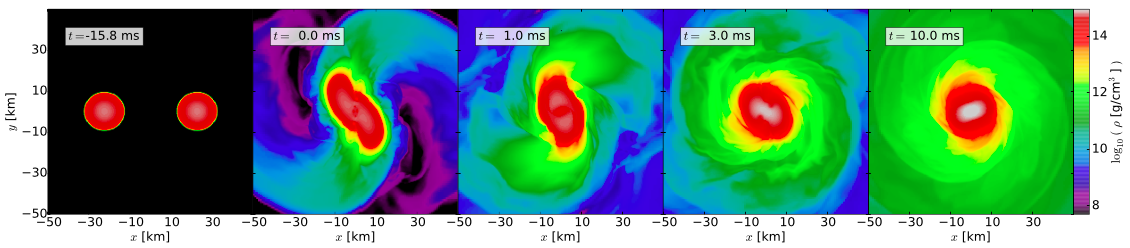 t=-15.8 ms
t= 0.0 ms
t= 1.0 ms
t= 3.0 ms
t= 10.0 ms
y [km]
30
10
−10
−30
−50
−50 −30 −10 10 30
−50 −30 −10 10 30
−50 −30 −10 10 30
−50 −30 −10 10 30
−50 −30 −10 10 30 50
x [km]
x [km]
x [km]
x [km]
x [km]
14
12
10
8
log10 ( ρ [g/cm³ ] )